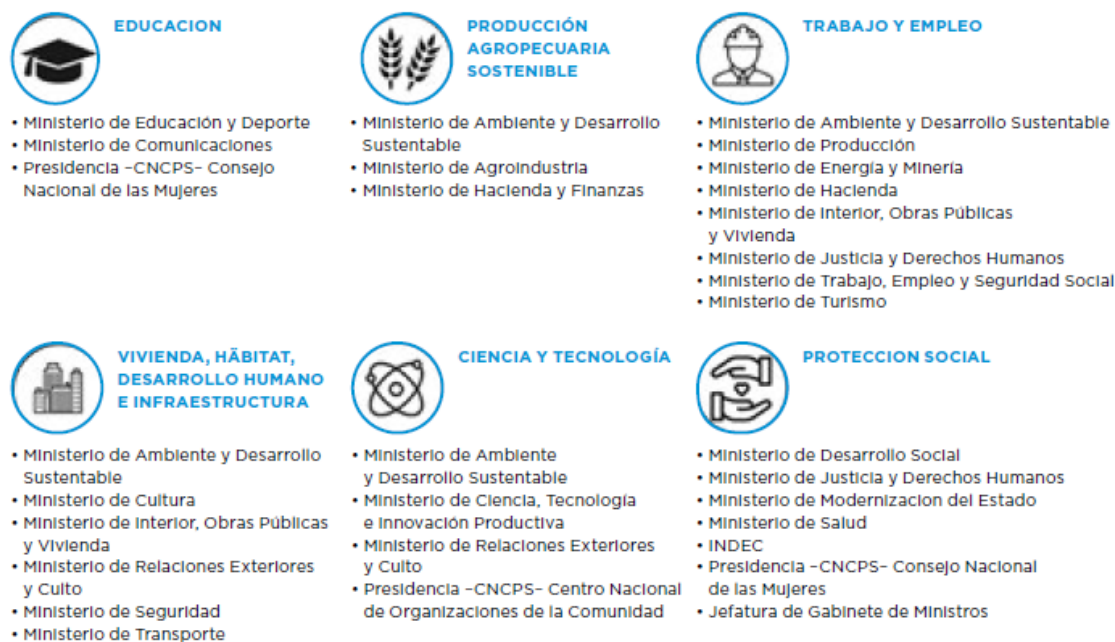 EDUCACION
• Ministerio de Educación y Deporte
• Ministerio de Comunicaciones
• Presidencia –CNCPS– Consejo
Nacional de las Mujeres
PRODUCCIÓN
AGROPECUARIA
SOSTENIBLE
• Ministerio de Ambiente y Desarrollo
Sustentable
• Ministerio de Agroindustria
• Ministerio de Hacienda y Finanzas
TRABAJO Y EMPLEO
• Ministerio de Ambiente y Desarrollo Sustentable
• Ministerio de Producción
• Ministerio de Energía y Minería
• Ministerio de Hacienda
• Ministerio de Interior, Obras Públicas
y Vivienda
• Ministerio de Justicia y Derechos Humanos
• Ministerio de Trabajo, Empleo y Seguridad Social
• Ministerio de Turismo
VIVIENDA, HÄBITAT,
DESARROLLO HUMANO
E INFRAESTRUCTURA
• Ministerio de Ambiente y Desarrollo
Sustentable
• Ministerio de Cultura
• Ministerio de Interior, Obras Públicas
y Vivienda
• Ministerio de Relaciones Exteriores
y Culto
• Ministerio de Seguridad
• Ministerio de Transporte
CIENCIA Y TECNOLOGÍA
• Ministerio de Ambiente
y Desarrollo Sustentable
• Ministerio de Ciencia, Tecnología
e Innovación Productiva
• Ministerio de Relaciones Exteriores
y Culto
• Presidencia –CNCPS– Centro Nacional
de Organizaciones de la Comunidad
PROTECCION SOCIAL
• Ministerio de Desarrollo Social
• Ministerio de Justicia y Derechos Humanos
• Ministerio de Modernizacion del Estado
• Ministerio de Salud
• INDEC
• Presidencia –CNCPS– Consejo Nacional
de las Mujeres
• Jefatura de Gabinete de Ministros